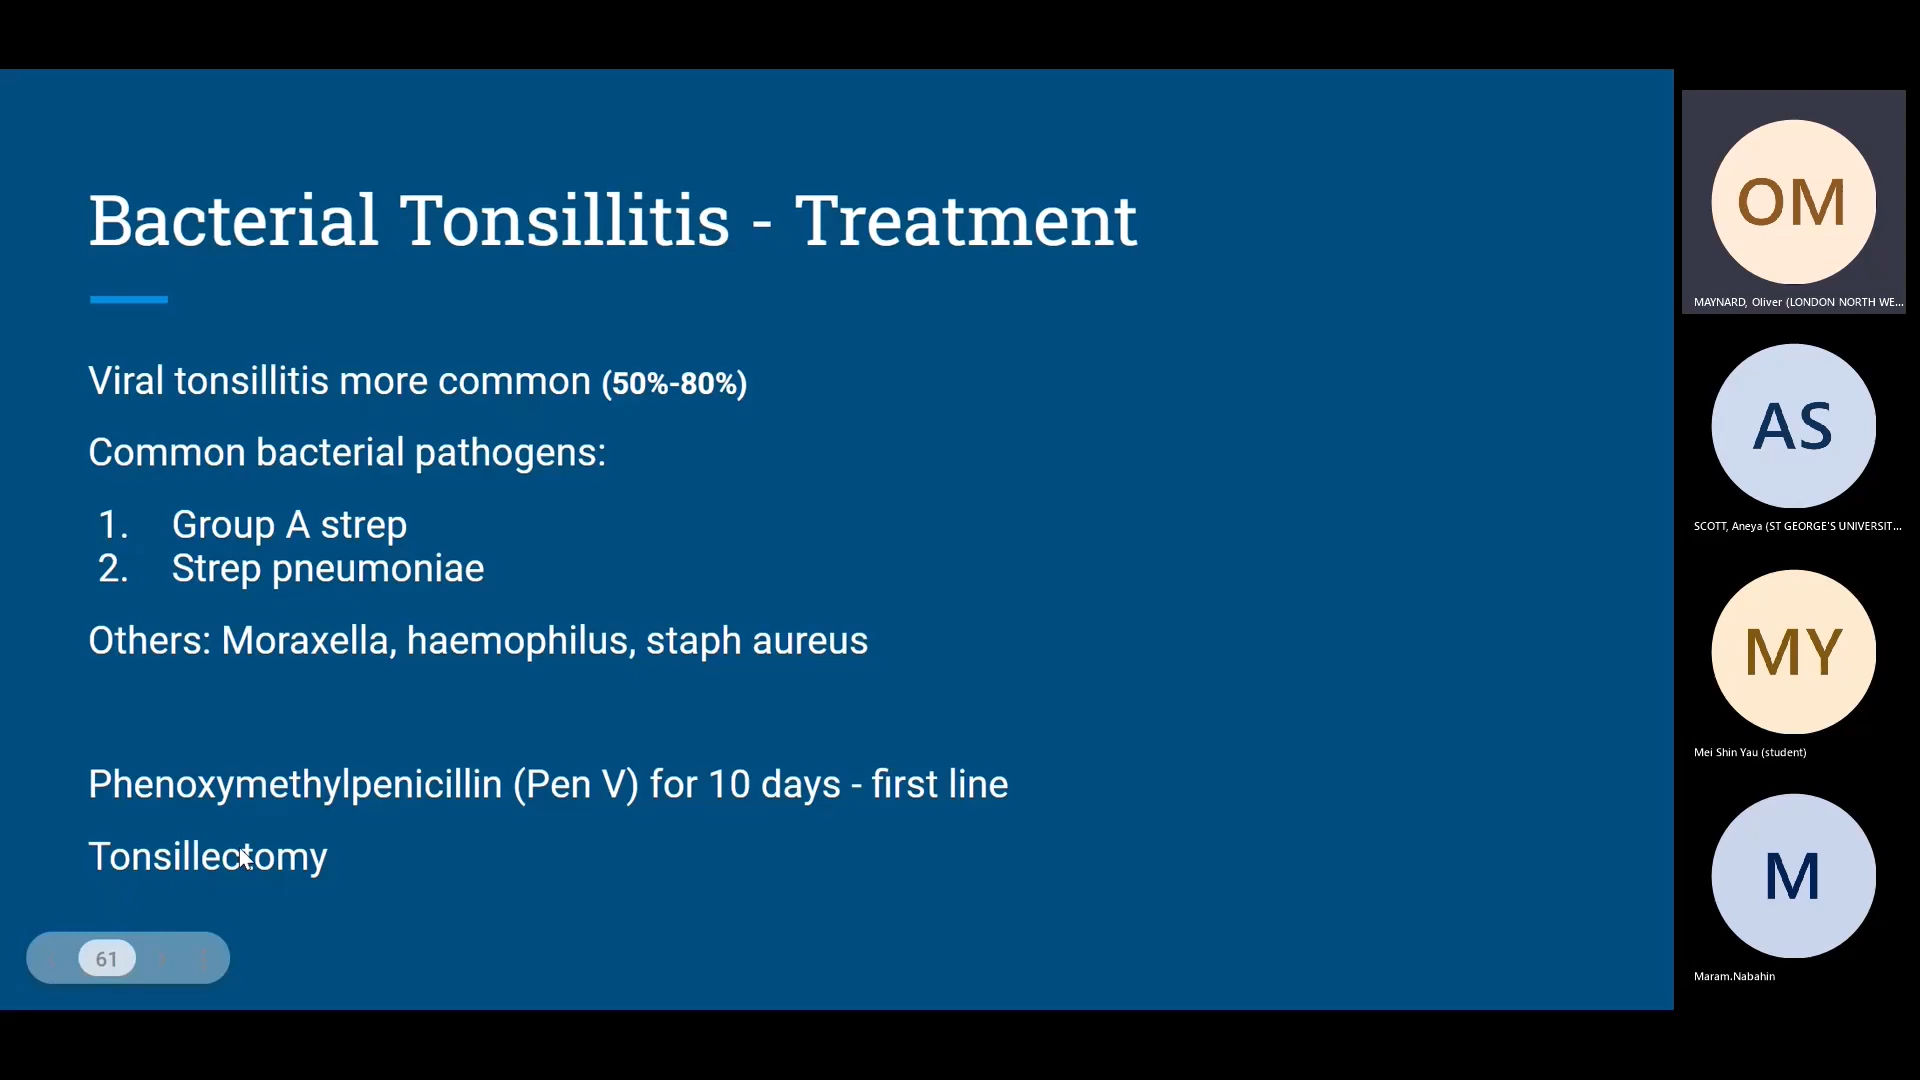 Bacterial Tonsillitis - Treatment
Viral tonsillitis more common (50%-80%)
Common bacterial pathogens:
1. Group A strep
2. Strep pneumoniae
Others: Moraxella, haemophilus, staph aureus
Phenoxymethylpenicillin (Pen V) for 10 days - first line
Tonsillectomy
61
OM
MAYNARD, Oliver (LONDON NORTH WE...
AS
SCOTT, Aneya (ST GEORGE'S UNIVERSIT...
MY
Mei Shin Yau (student)
M
Maram.Nabahin